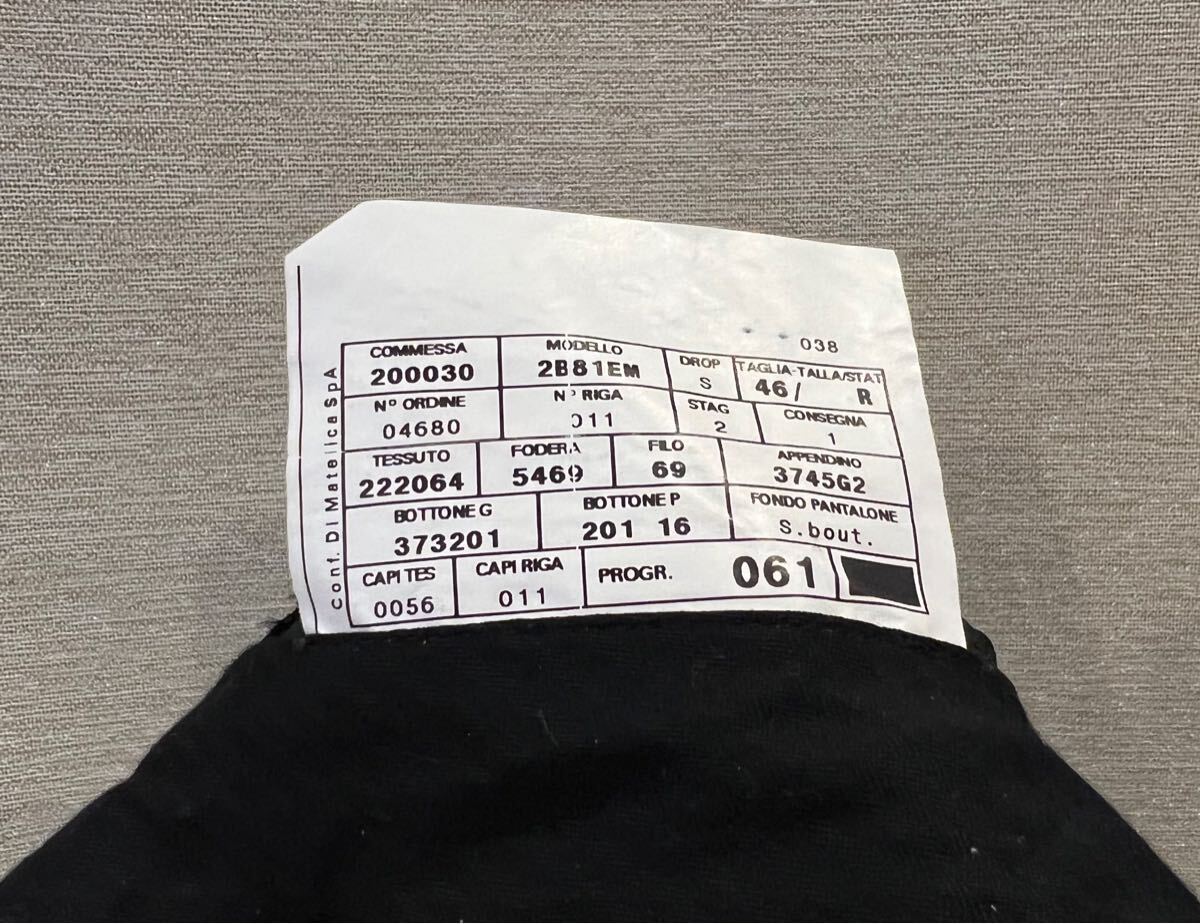 038
COMMESSA MODELLO DROP TAGLIA-TALLA/STAT
200030 2B81EM S 46/ R
Nº ORDINE Nº RIGA STAG CONSEGNA
04680 011 2 1
TESSUTO FODERA FILO APPENDINO
222064 5469 69 3745G2
BOTTONE G BOTTONE P FONDO PANTALONE
373201 201 16 S.bout.
CAPI TES CAPI RIGA PROGR. 061
0056 011
conf. Di Matelica SpA